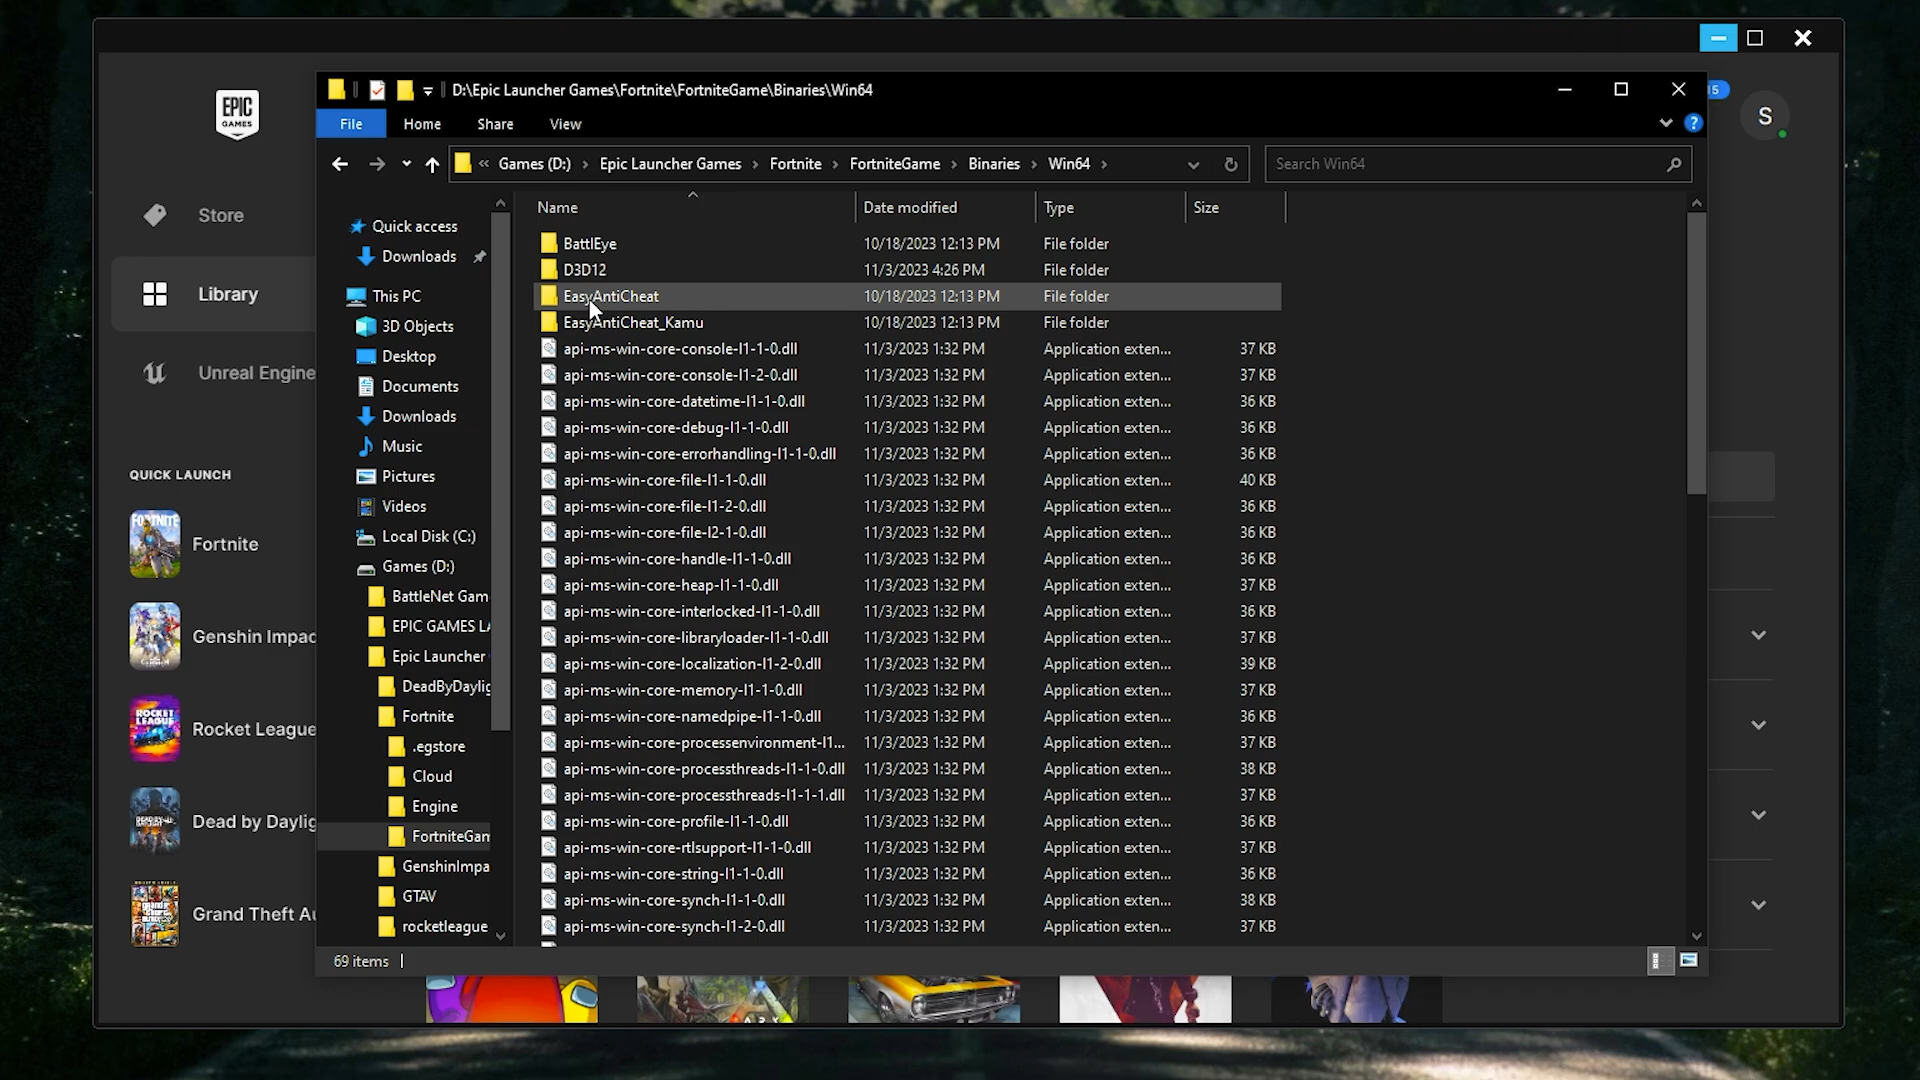 D:\Epic Launcher Games\Fortnite\FortniteGame\Binaries\Win64
15
EPIC
GAMES
S
File Home Share View
?
« Games (D:) › Epic Launcher Games › Fortnite › FortniteGame › Binaries › Win64 ›
Search Win64
Store
Library
Unreal Engine
QUICK LAUNCH
FORTNITE
Fortnite
Genshin Impac
ROCKET
LEAGUE
Rocket League
DEAD BY DAYLIGHT
Dead by Daylig
Grand Theft Au
Quick access
Downloads
This PC
3D Objects
Desktop
Documents
Downloads
Music
Pictures
Videos
Local Disk (C:)
Games (D:)
BattleNet Gam
EPIC GAMES LA
Epic Launcher
DeadByDaylig
Fortnite
.egstore
Cloud
Engine
FortniteGam
GenshinImpa
GTAV
rocketleague
Name Date modified Type Size
BattlEye 10/18/2023 12:13 PM File folder
D3D12 11/3/2023 4:26 PM File folder
EasyAntiCheat 10/18/2023 12:13 PM File folder
EasyAntiCheat_Kamu 10/18/2023 12:13 PM File folder
api-ms-win-core-console-l1-1-0.dll 11/3/2023 1:32 PM Application exten... 37 KB
api-ms-win-core-console-l1-2-0.dll 11/3/2023 1:32 PM Application exten... 37 KB
api-ms-win-core-datetime-l1-1-0.dll 11/3/2023 1:32 PM Application exten... 36 KB
api-ms-win-core-debug-l1-1-0.dll 11/3/2023 1:32 PM Application exten... 36 KB
api-ms-win-core-errorhandling-l1-1-0.dll 11/3/2023 1:32 PM Application exten... 36 KB
api-ms-win-core-file-l1-1-0.dll 11/3/2023 1:32 PM Application exten... 40 KB
api-ms-win-core-file-l1-2-0.dll 11/3/2023 1:32 PM Application exten... 36 KB
api-ms-win-core-file-l2-1-0.dll 11/3/2023 1:32 PM Application exten... 36 KB
api-ms-win-core-handle-l1-1-0.dll 11/3/2023 1:32 PM Application exten... 36 KB
api-ms-win-core-heap-l1-1-0.dll 11/3/2023 1:32 PM Application exten... 37 KB
api-ms-win-core-interlocked-l1-1-0.dll 11/3/2023 1:32 PM Application exten... 36 KB
api-ms-win-core-libraryloader-l1-1-0.dll 11/3/2023 1:32 PM Application exten... 37 KB
api-ms-win-core-localization-l1-2-0.dll 11/3/2023 1:32 PM Application exten... 39 KB
api-ms-win-core-memory-l1-1-0.dll 11/3/2023 1:32 PM Application exten... 37 KB
api-ms-win-core-namedpipe-l1-1-0.dll 11/3/2023 1:32 PM Application exten... 36 KB
api-ms-win-core-processenvironment-l1... 11/3/2023 1:32 PM Application exten... 37 KB
api-ms-win-core-processthreads-l1-1-0.dll 11/3/2023 1:32 PM Application exten... 38 KB
api-ms-win-core-processthreads-l1-1-1.dll 11/3/2023 1:32 PM Application exten... 37 KB
api-ms-win-core-profile-l1-1-0.dll 11/3/2023 1:32 PM Application exten... 36 KB
api-ms-win-core-rtlsupport-l1-1-0.dll 11/3/2023 1:32 PM Application exten... 37 KB
api-ms-win-core-string-l1-1-0.dll 11/3/2023 1:32 PM Application exten... 36 KB
api-ms-win-core-synch-l1-1-0.dll 11/3/2023 1:32 PM Application exten... 38 KB
api-ms-win-core-synch-l1-2-0.dll 11/3/2023 1:32 PM Application exten... 37 KB
69 items